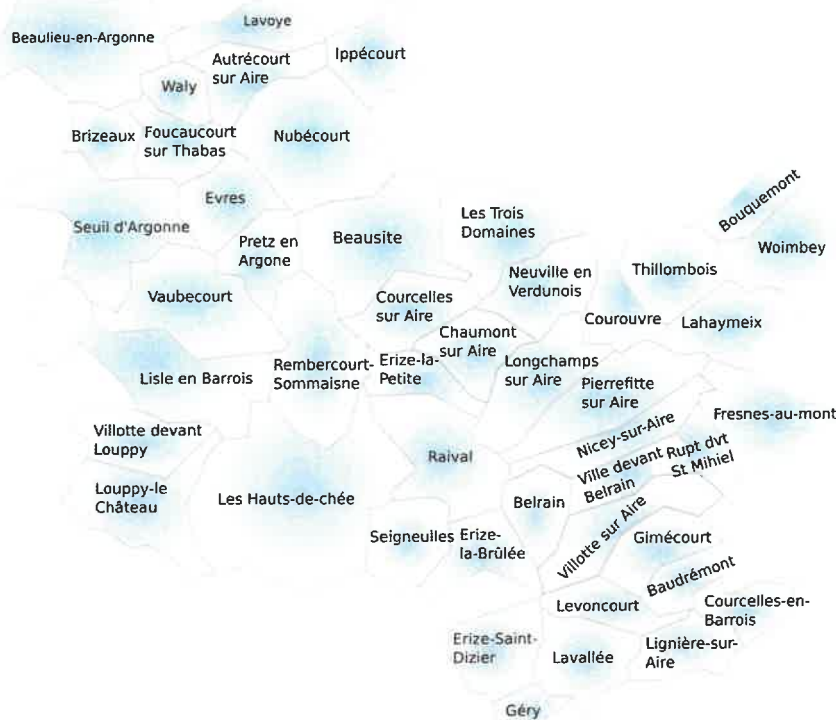 Lavoye
Beaulieu-en-Argonne
Ippécourt
Autrécourt
sur Aire
Waly
Brizeaux
Foucaucourt
sur Thabas
Nubécourt
Bouquemont
Evres
Seuil d'Argonne
Les Trois
Domaines
Beausite
Woimbey
Pretz en
Argone
Neuville en
Verdunois
Thillombois
Vaubecourt
Courcelles
sur Aire
Courouvre
Lahaymeix
Chaumont
sur Aire
Lisle en Barrois
Rembercourt-
Sommaisne
Erize-la-
Petite
Longchamps
sur Aire
Pierrefitte
sur Aire
Fresnes-au-mont
Nicey-sur-Aire
Villotte devant
Louppy
Raival
Ville devant
Belrain
Rupt dvt
St Mihiel
Louppy-le
Château
Les Hauts-de-chée
Belrain
Villotte sur Aire
Seigneulles
Erize-
la-Brûlée
Gimécourt
Baudrémont
Levoncourt
Courcelles-en-
Barrois
Erize-Saint-
Dizier
Lavallée
Lignière-sur-
Aire
Géry